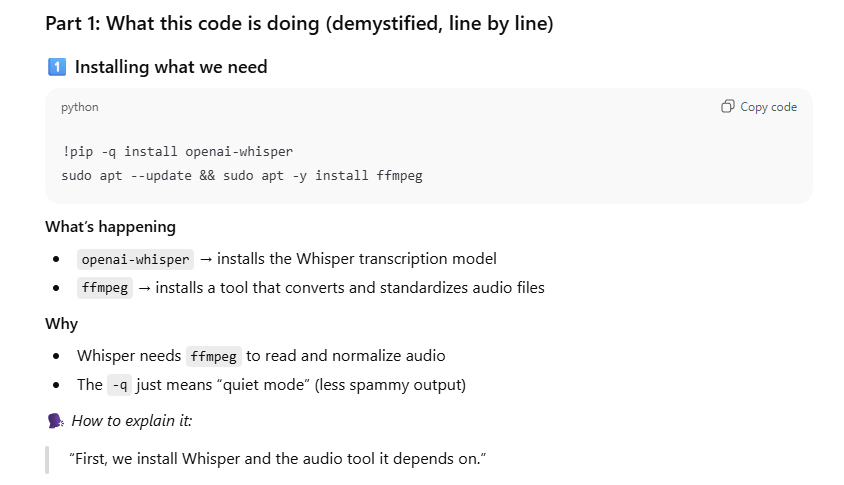 Part 1: What this code is doing (demystified, line by line)
1 Installing what we need
python
Copy code
!pip -q install openai-whisper
sudo apt --update && sudo apt -y install ffmpeg
What's happening
• openai-whisper → installs the Whisper transcription model
• ffmpeg → installs a tool that converts and standardizes audio files
Why
• Whisper needs ffmpeg to read and normalize audio
• The -q just means “quiet mode” (less spammy output)
How to explain it:
“First, we install Whisper and the audio tool it depends on.”